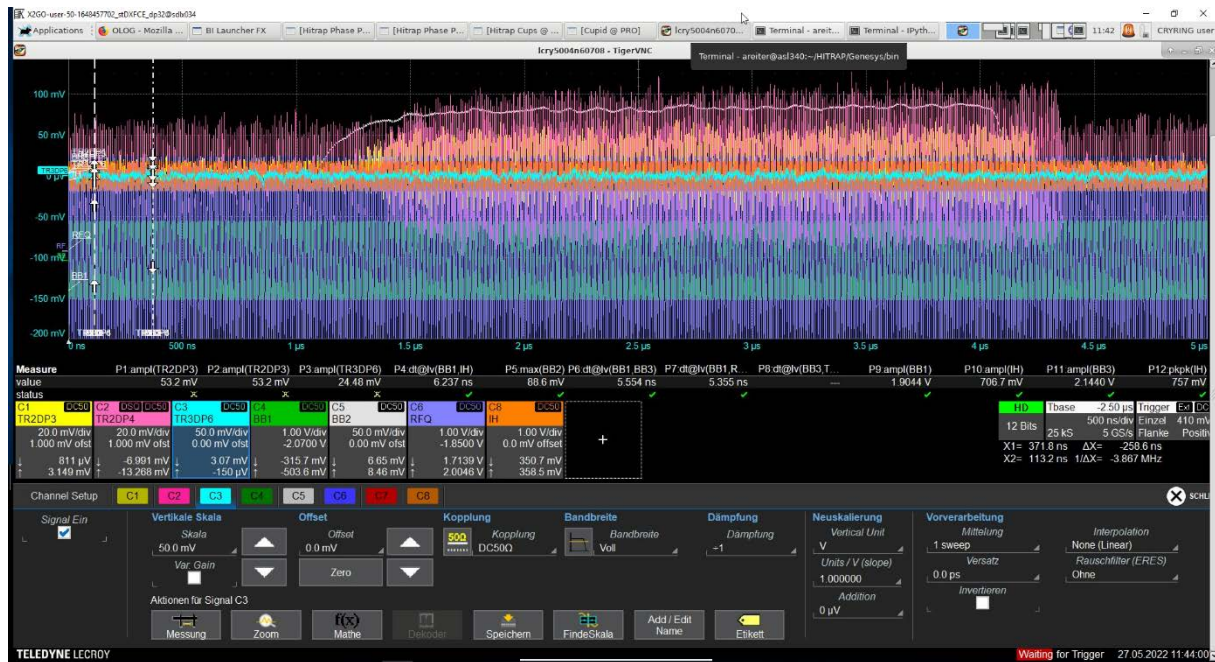 X2GO-user-50-1648457702_stDXFCE_dp32@sdlx034
Applications OLOG - Mozilla ... BI Launcher FX [Hitrap Phase P... [Hitrap Phase P... [Hitrap Cups @ ... [Cupid @ PRO] lcry5004n6070... Terminal - areit... Terminal - IPyth... 11:42 CRYRING user
lcry5004n60708 - TigerVNC
Terminal - areiter@asl340:~/HITRAP/Genesys/bin
100 mV
50 mV
TR3DP6
0 µV
-50 mV
RFQ
RF
-100 mV
BB1
-150 mV
-200 mV
0 ns 500 ns 1 µs 1.5 µs 2 µs 2.5 µs 3 µs 3.5 µs 4 µs 4.5 µs 5 µs
Measure P1:ampl(TR2DP3) P2:ampl(TR2DP3) P3:ampl(TR3DP6) P4:dt@lv(BB1,IH) P5:max(BB2) P6:dt@lv(BB1,BB3) P7:dt@lv(BB1,R... P8:dt@lv(BB3,T... P9:ampl(BB1) P10:ampl(IH) P11:ampl(BB3) P12:pkpk(IH)
value 53.2 mV 53.2 mV 24.48 mV 6.237 ns 88.6 mV 5.554 ns 5.355 ns --- 1.9044 V 706.7 mV 2.1440 V 757 mV
status
C1 DC50 C2 DSQ DC50 C3 DC50 C4 DC50 C5 DC50 C6 DC50 C8 DC50
TR2DP3 TR2DP4 TR3DP6 BB1 BB2 RFQ IH
20.0 mV/div 20.0 mV/div 50.0 mV/div 1.00 V/div 50.0 mV/div 1.00 V/div 1.00 V/div
1.000 mV ofst 1.000 mV ofst 0.00 mV ofst -2.0700 V 0.00 mV ofst -1.8500 V 0.0 mV offset
811 µV -6.991 mV 3.07 mV -315.7 mV 6.65 mV 1.7139 V 350.7 mV
3.149 mV -13.268 mV -150 µV -503.6 mV 8.46 mV 2.0046 V 358.5 mV
+
HD Tbase -2.50 µs Trigger Ext DC
12 Bits 500 ns/div Einzel 410 mV
25 kS 5 GS/s Flanke Positiv
X1= 371.8 ns ΔX= -258.6 ns
X2= 113.2 ns 1/ΔX= -3.867 MHz
Channel Setup C1 C2 C3 C4 C5 C6 C7 C8 SCHLI
Signal Ein
Vertikale Skala
Skala
50.0 mV
Var. Gain
Offset
Offset
0.0 mV
Zero
Kopplung
50Ω
Kopplung
DC50Ω
Bandbreite
Bandbreite
Voll
Dämpfung
Dämpfung
÷1
Neuskalierung
Vertical Unit
V
Units / V (slope)
1.000000
Addition
0 µV
Vorverarbeitung
Mittelung
1 sweep
Versatz
0.0 ps
Invertieren
Interpolation
None (Linear)
Rauschfilter (ERES)
Ohne
Aktionen für Signal C3
Messung
Zoom
f(x)
Mathe
Dekoder
Speichern
FindeSkala
Add / Edit
Name
Etikett
TELEDYNE LECROY Waiting for Trigger 27.05.2022 11:44:00